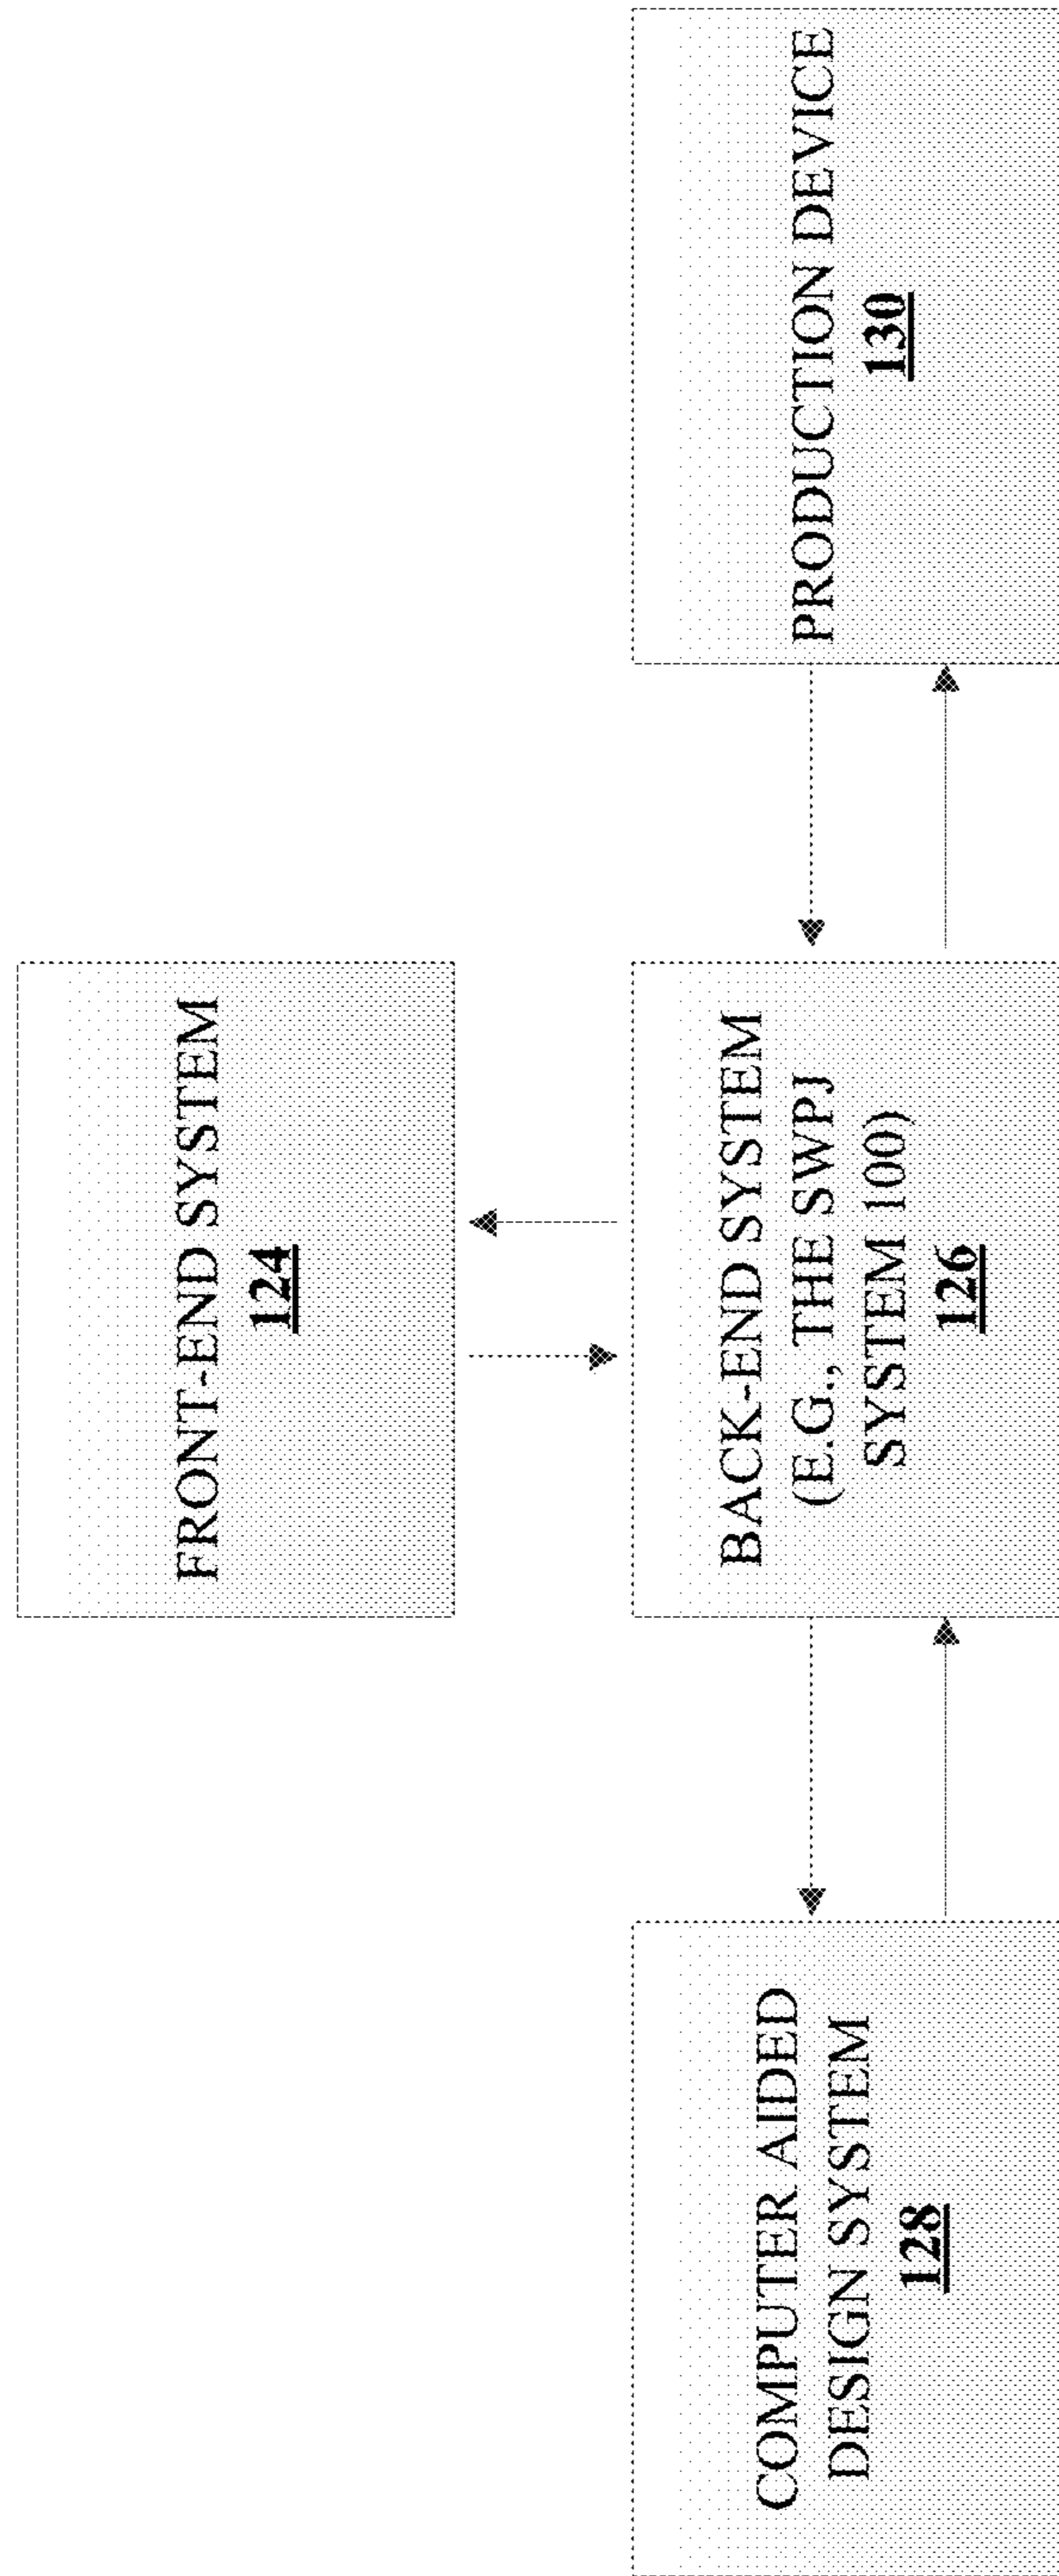 FRONT-END SYSTEM
124
COMPUTER AIDED
DESIGN SYSTEM
128
BACK-END SYSTEM
(E.G., THE SWPJ
SYSTEM 100)
126
PRODUCTION DEVICE
130